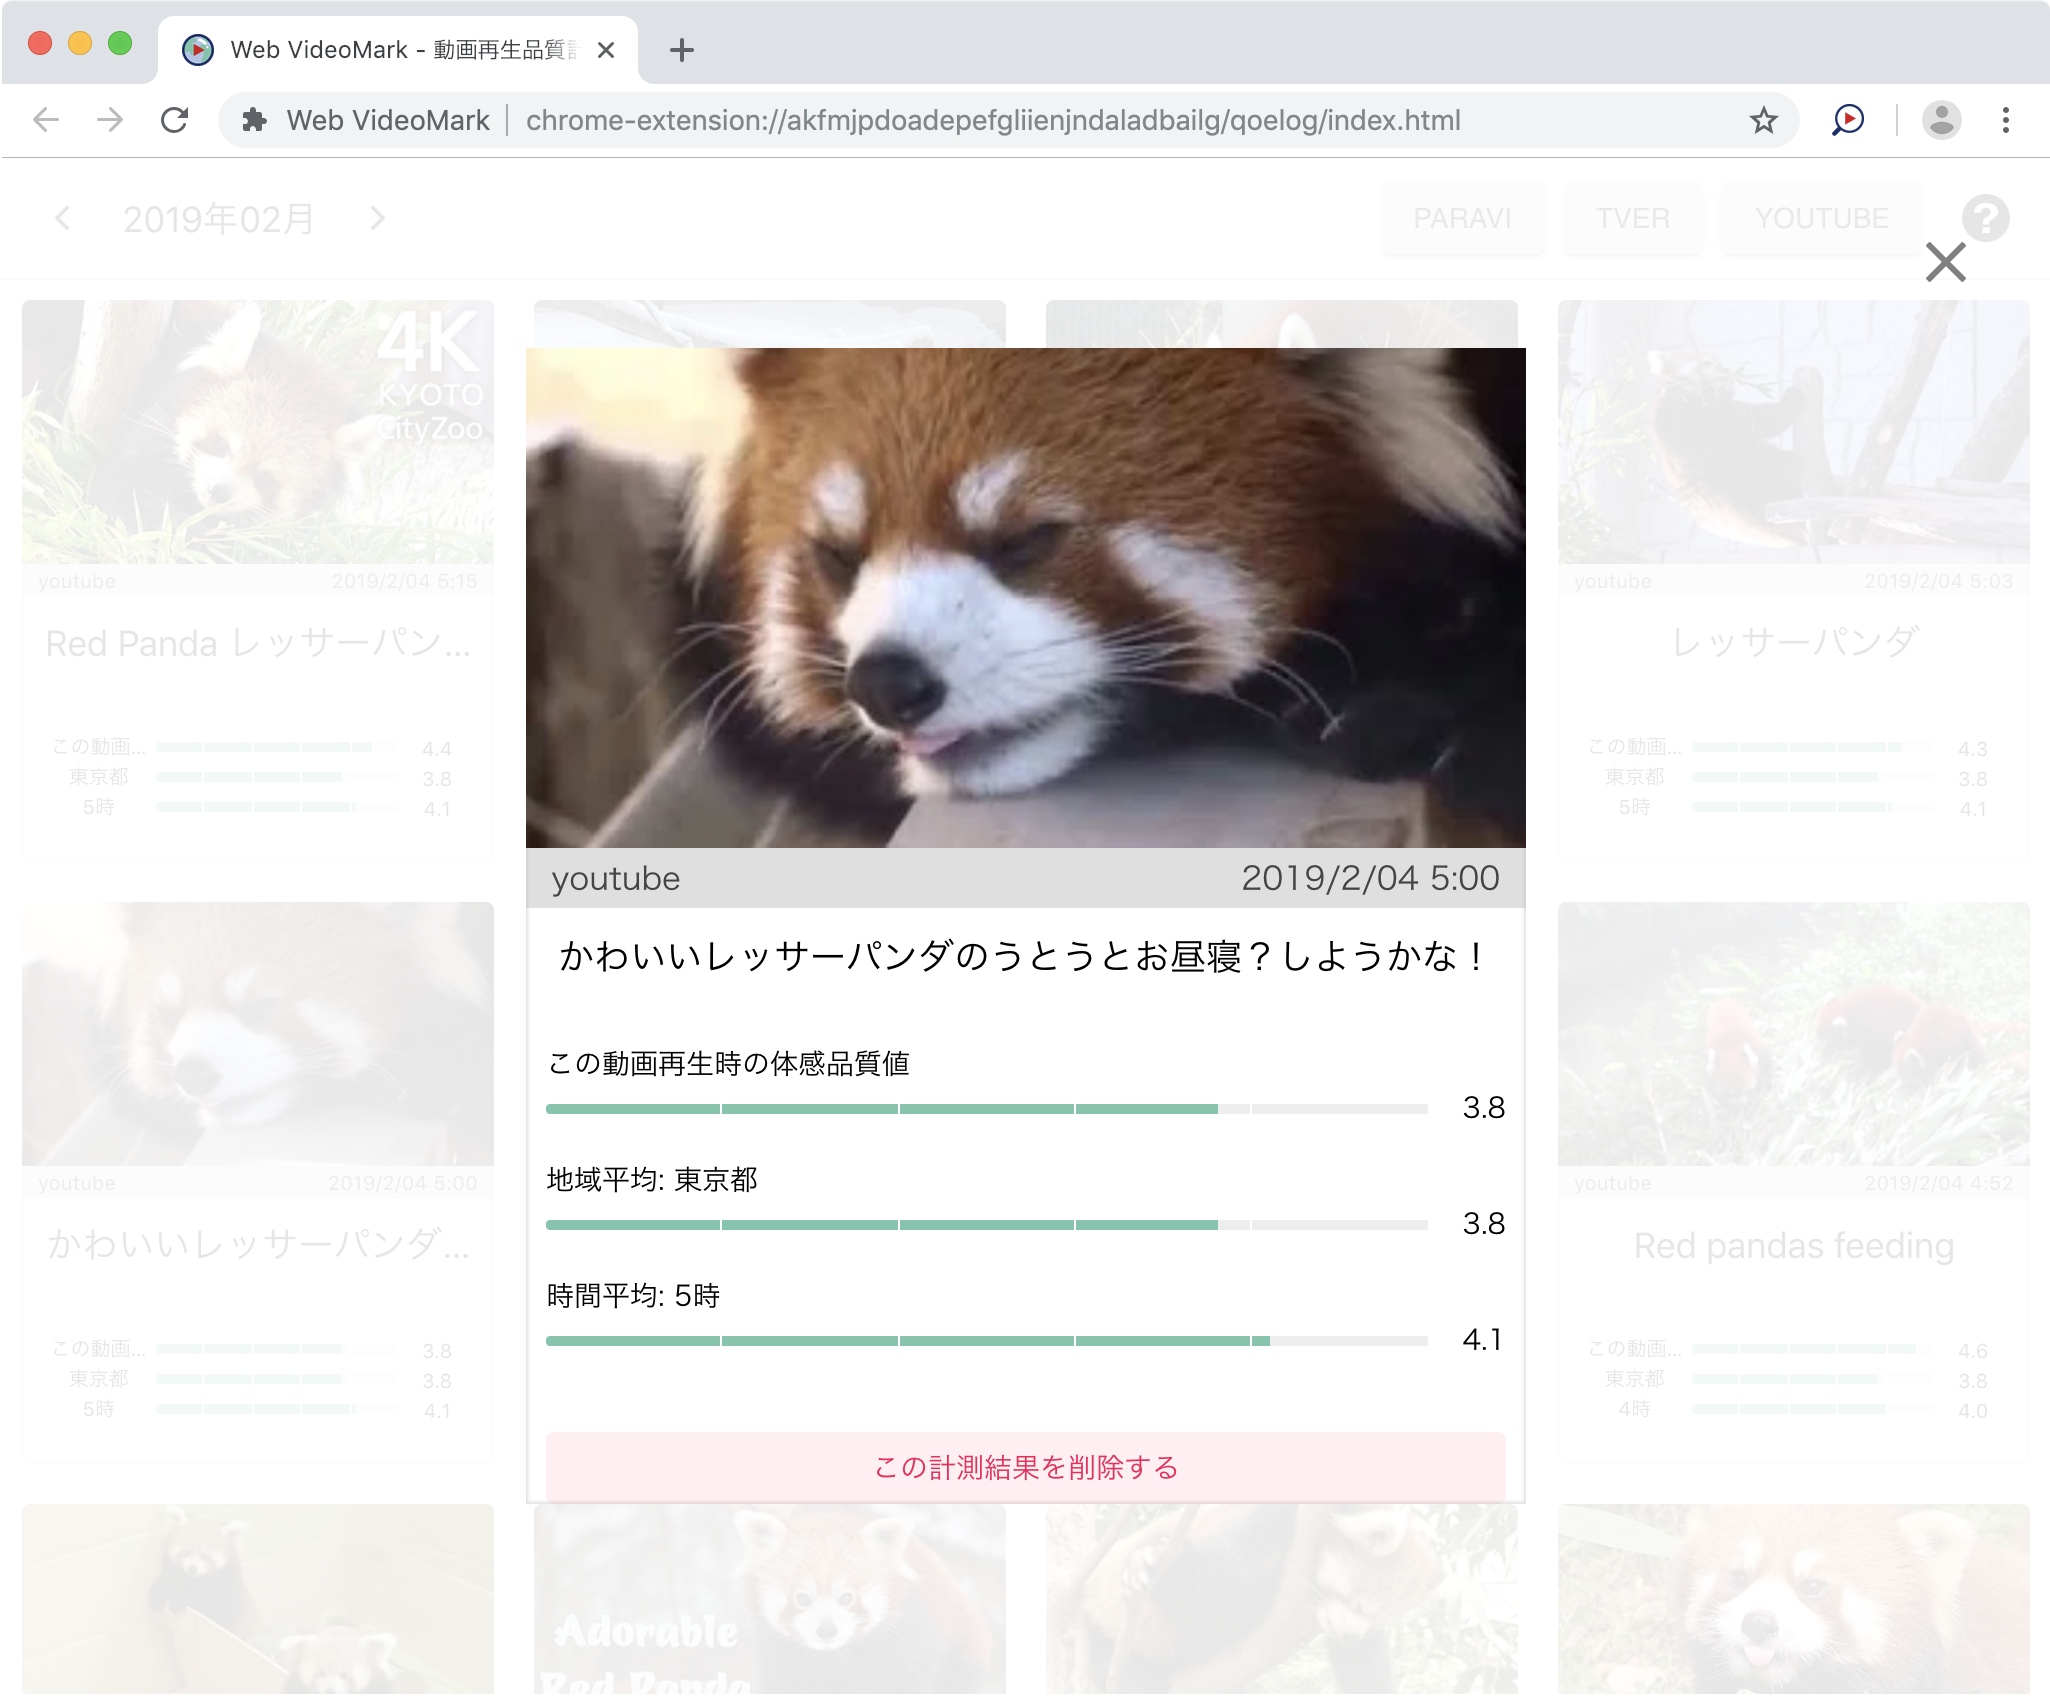 Web VideoMark - 動画再生品質
Web VideoMark | chrome-extension://akfmjpdoadepefgliienjndaladbailg/qoelog/index.html
2019年02月
PARAVI
TVER
YOUTUBE
?
4K
KYOTO
CityZoo
youtube 2019/2/04 5:15
Red Panda レッサーパン...
この動画... 4.4
東京都 3.8
5時 4.1
youtube 2019/2/04 5:03
レッサーパンダ
この動画... 4.3
東京都 3.8
5時 4.1
youtube 2019/2/04 5:00
かわいいレッサーパンダのうとうとお昼寝？しようかな！
この動画再生時の体感品質値
3.8
地域平均: 東京都
3.8
時間平均: 5時
4.1
この計測結果を削除する
youtube 2019/2/04 5:00
かわいいレッサーパンダ...
この動画... 3.8
東京都 3.8
5時 4.1
youtube 2019/2/04 4:52
Red pandas feeding
この動画... 4.6
東京都 3.8
4時 4.0
Adorable
Red Panda